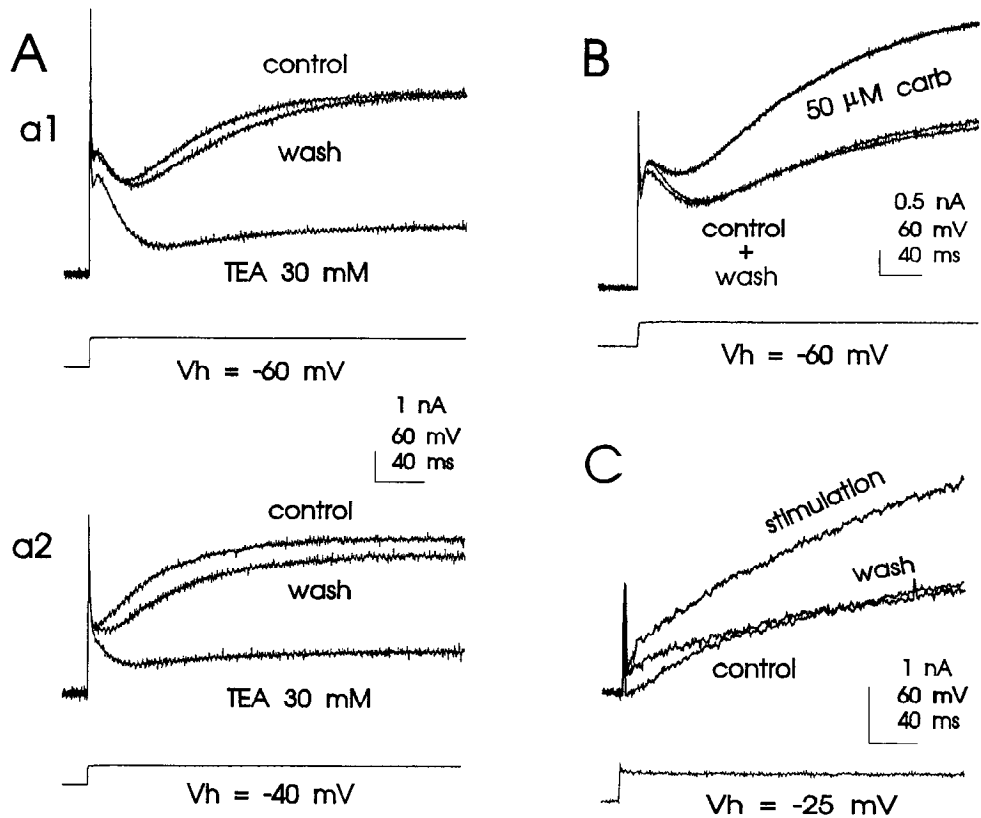 A
a1
control
wash
TEA 30 mM
Vh = -60 mV
1 nA
60 mV
40 ms
a2
control
wash
TEA 30 mM
Vh = -40 mV
B
50 µM carb
control
+
wash
0.5 nA
60 mV
40 ms
Vh = -60 mV
C
stimulation
wash
control
1 nA
60 mV
40 ms
Vh = -25 mV